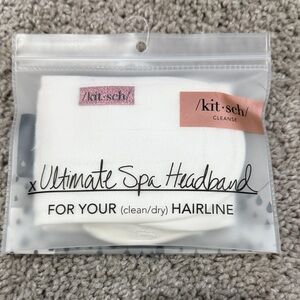 /kit·sch/
/kit·sch/
CLEANSE
x Ultimate Spa Headband
FOR YOUR (clean/dry) HAIRLINE